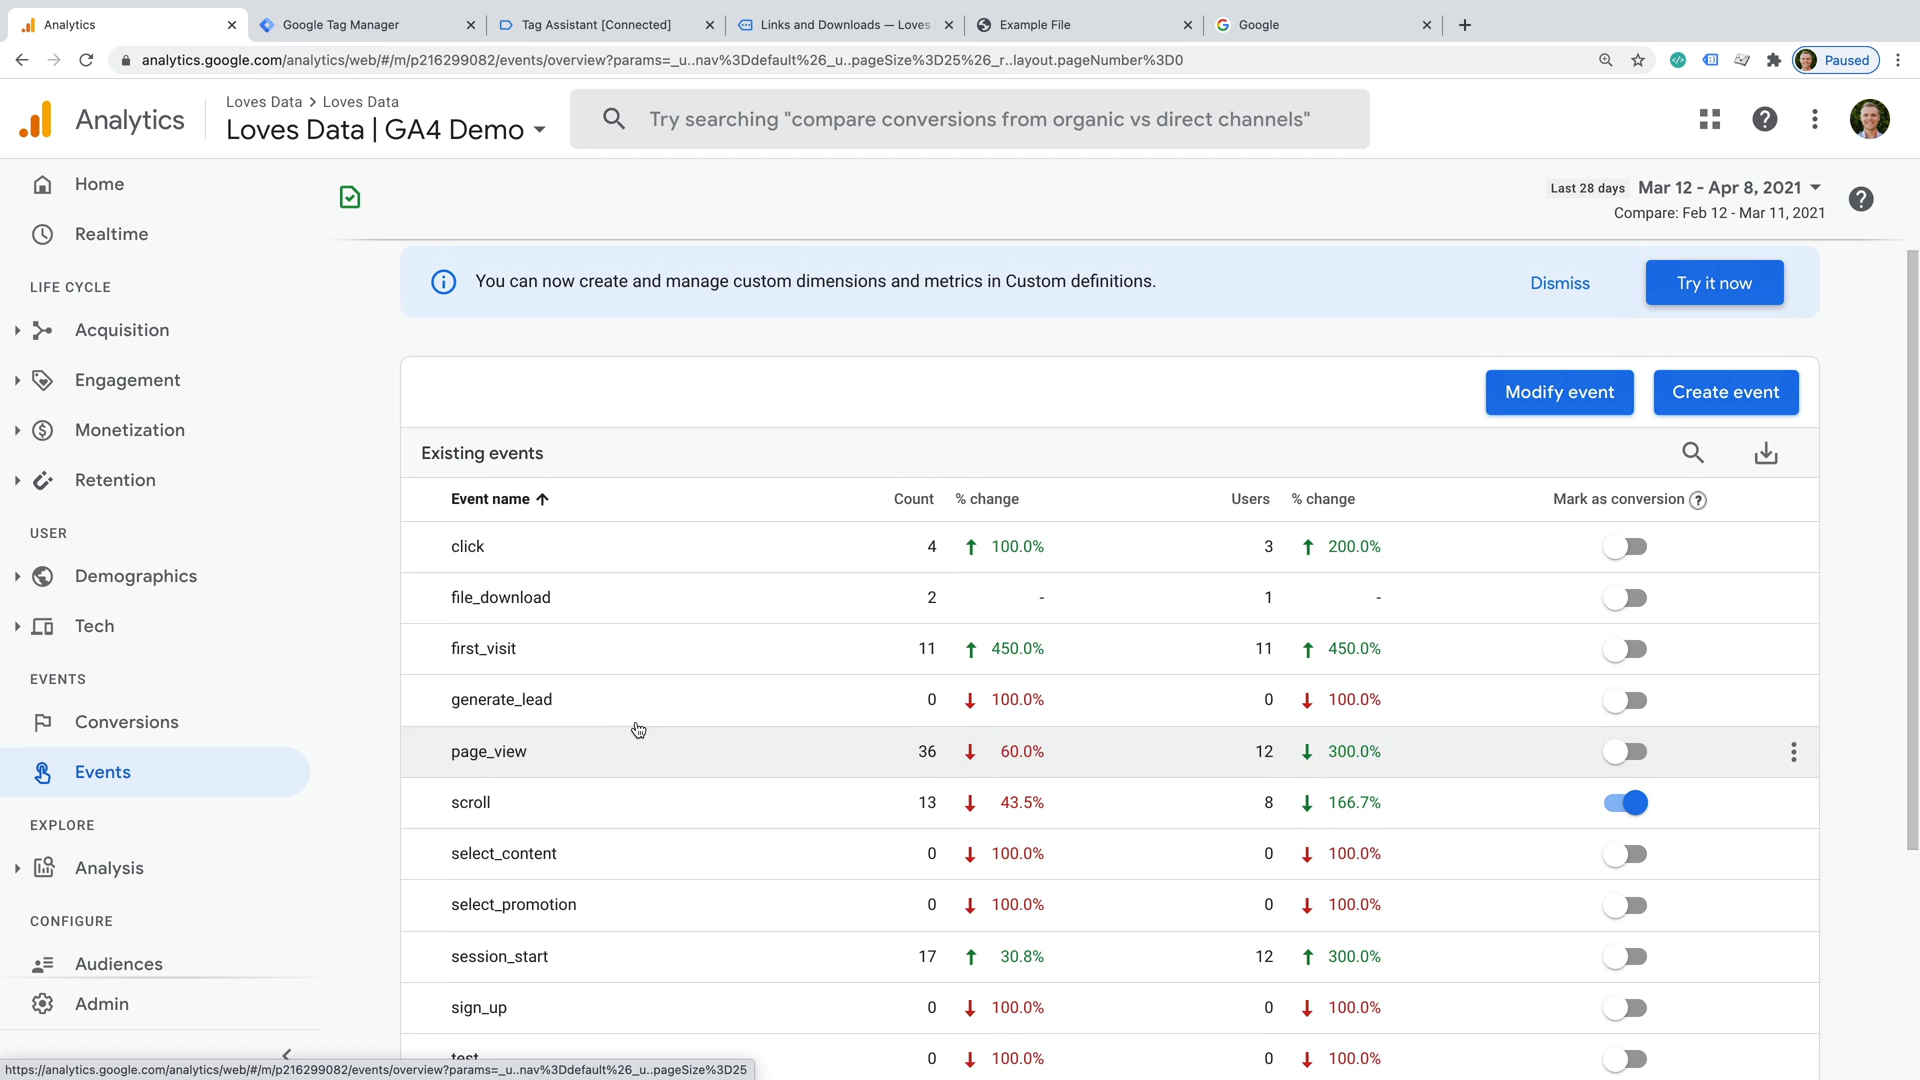 Analytics
Google Tag Manager
Tag Assistant [Connected]
Links and Downloads — Loves
Example File
Google
analytics.google.com/analytics/web/#/m/p216299082/events/overview?params=_u..nav%3Ddefault%26_u..pageSize%3D25%26_r..layout.pageNumber%3D0
Paused
Analytics
Loves Data > Loves Data
Loves Data | GA4 Demo
Try searching "compare conversions from organic vs direct channels"
Home
Realtime
LIFE CYCLE
Acquisition
Engagement
Monetization
Retention
USER
Demographics
Tech
EVENTS
Conversions
Events
EXPLORE
Analysis
CONFIGURE
Audiences
Admin
Last 28 days Mar 12 - Apr 8, 2021
Compare: Feb 12 - Mar 11, 2021
You can now create and manage custom dimensions and metrics in Custom definitions.
Dismiss
Try it now
Modify event
Create event
Existing events
Event name Count % change Users % change Mark as conversion
click 4 100.0% 3 200.0%
file_download 2 - 1 -
first_visit 11 450.0% 11 450.0%
generate_lead 0 100.0% 0 100.0%
page_view 36 60.0% 12 300.0%
scroll 13 43.5% 8 166.7%
select_content 0 100.0% 0 100.0%
select_promotion 0 100.0% 0 100.0%
session_start 17 30.8% 12 300.0%
sign_up 0 100.0% 0 100.0%
test 0 100.0% 0 100.0%
https://analytics.google.com/analytics/web/#/m/p216299082/events/overview?params=_u..nav%3Ddefault%26_u..pageSize%3D25